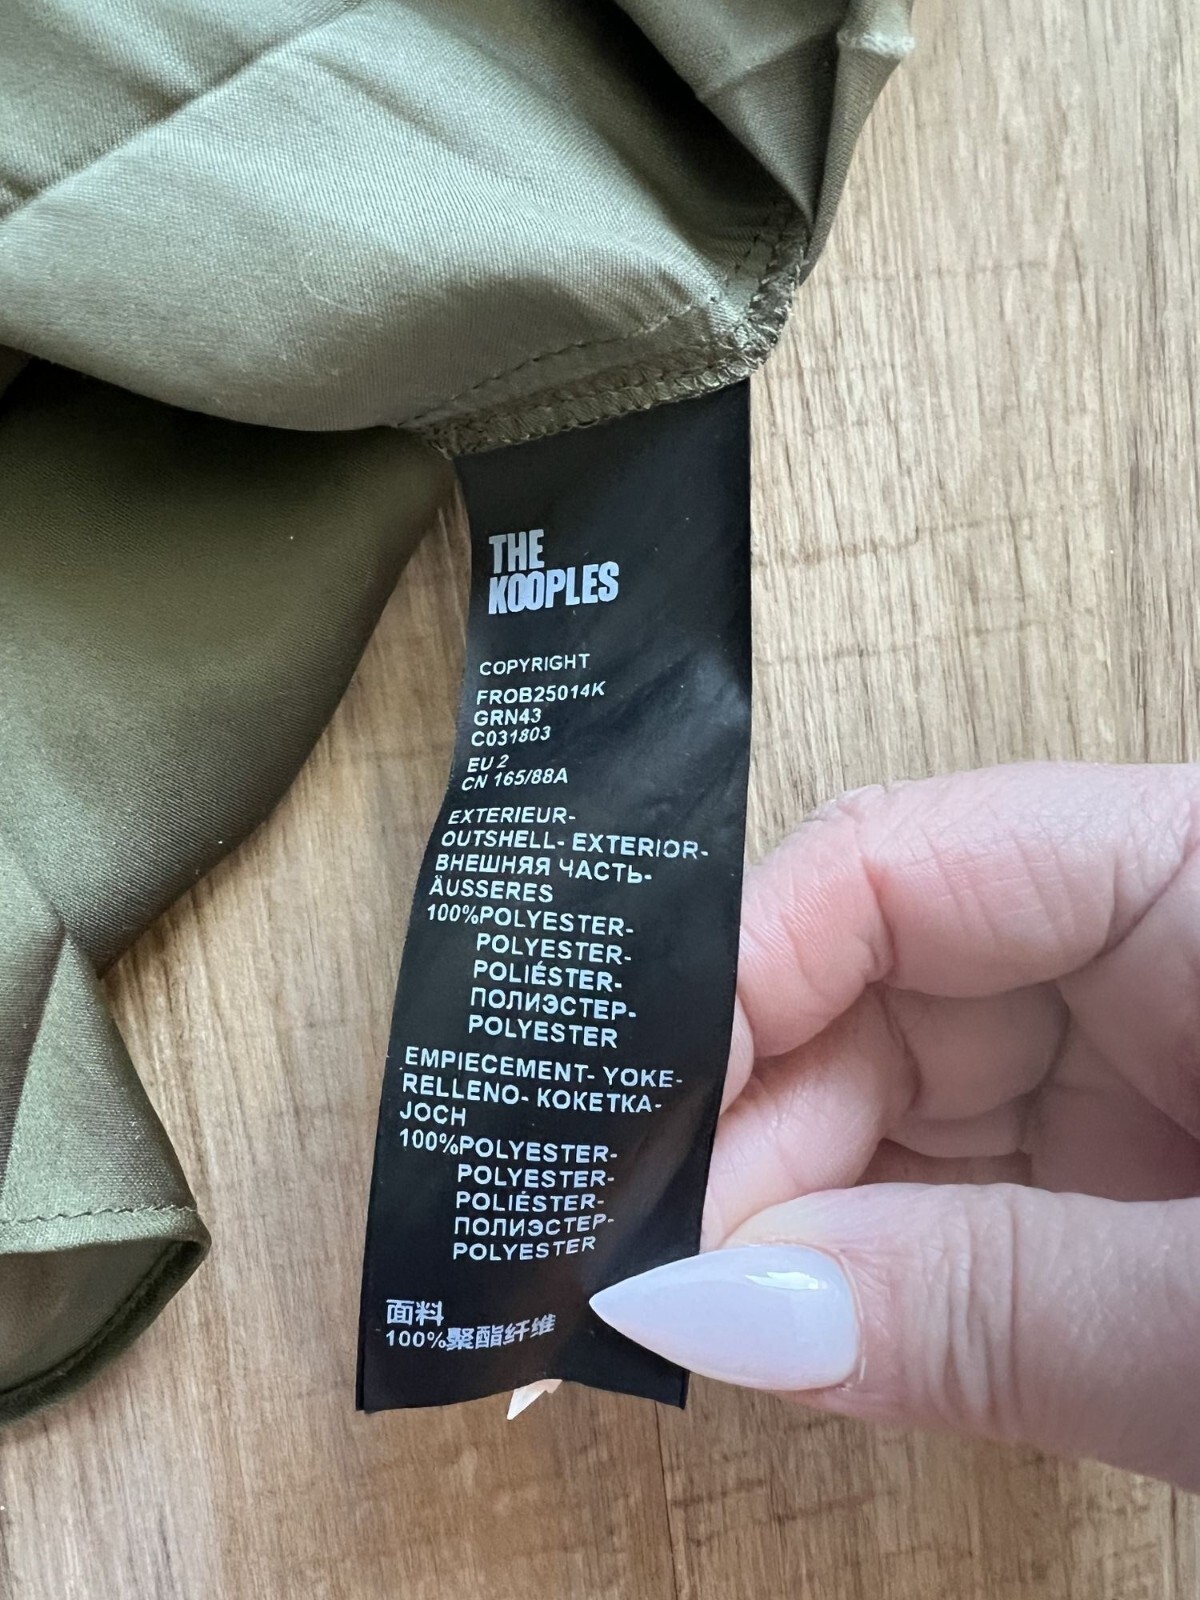 THE
KOOPLES
COPYRIGHT
FROB25014K
GRN43
C031803
EU 2
CN 165/88A
EXTERIEUR-
OUTSHELL- EXTERIOR-
ВНЕШНЯЯ ЧАСТЬ-
ÄUSSERES
100%POLYESTER-
POLYESTER-
POLIÉSTER-
ПОЛИЭСТЕР-
POLYESTER
EMPIECEMENT- YOKE-
RELLENO- КОКЕТКА-
JOCH
100%POLYESTER-
POLYESTER-
POLIÉSTER-
ПОЛИЭСТЕР-
POLYESTER
面料
100%聚酯纤维